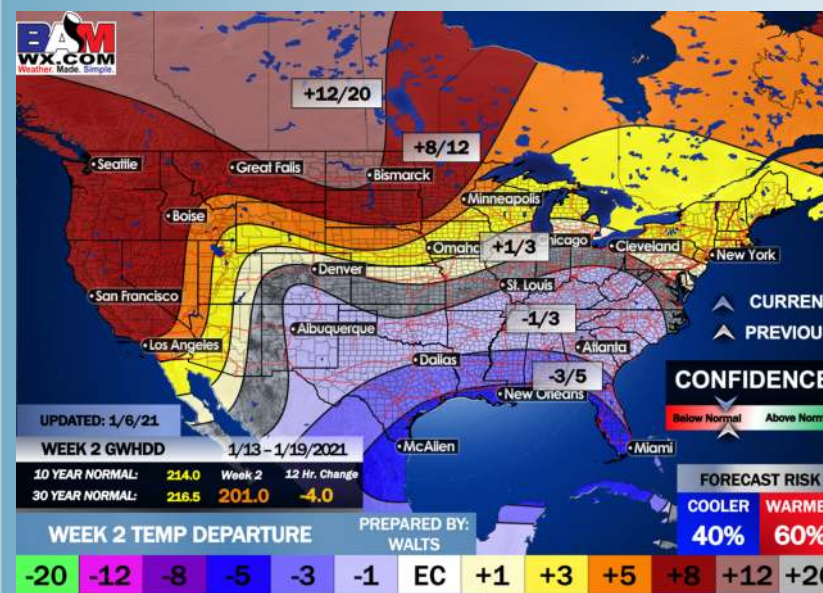 BAM
WX.COM
Weather. Made. Simple.
+12/20
+8/12
Seattle
Great Falls
Bismarck
Minneapolis
Boise
Omaha
+1/3
Chicago
Cleveland
New York
Denver
San Francisco
St. Louis
CURREN
-1/3
PREVIOU
Los Angeles
Albuquerque
Atlanta
Dallas
-3/5
New Orleans
CONFIDENCE
Below Normal Above Norm
UPDATED: 1/6/21
McAllen
Miami
WEEK 2 GWHDD 1/13 – 1/19/2021
10 YEAR NORMAL: 214.0 Week 2 12 Hr. Change
30 YEAR NORMAL: 216.5 201.0 -4.0
FORECAST RISK
COOLER WARME
40% 60%
WEEK 2 TEMP DEPARTURE
PREPARED BY:
WALTS
-20 -12 -8 -5 -3 -1 EC +1 +3 +5 +8 +12 +20